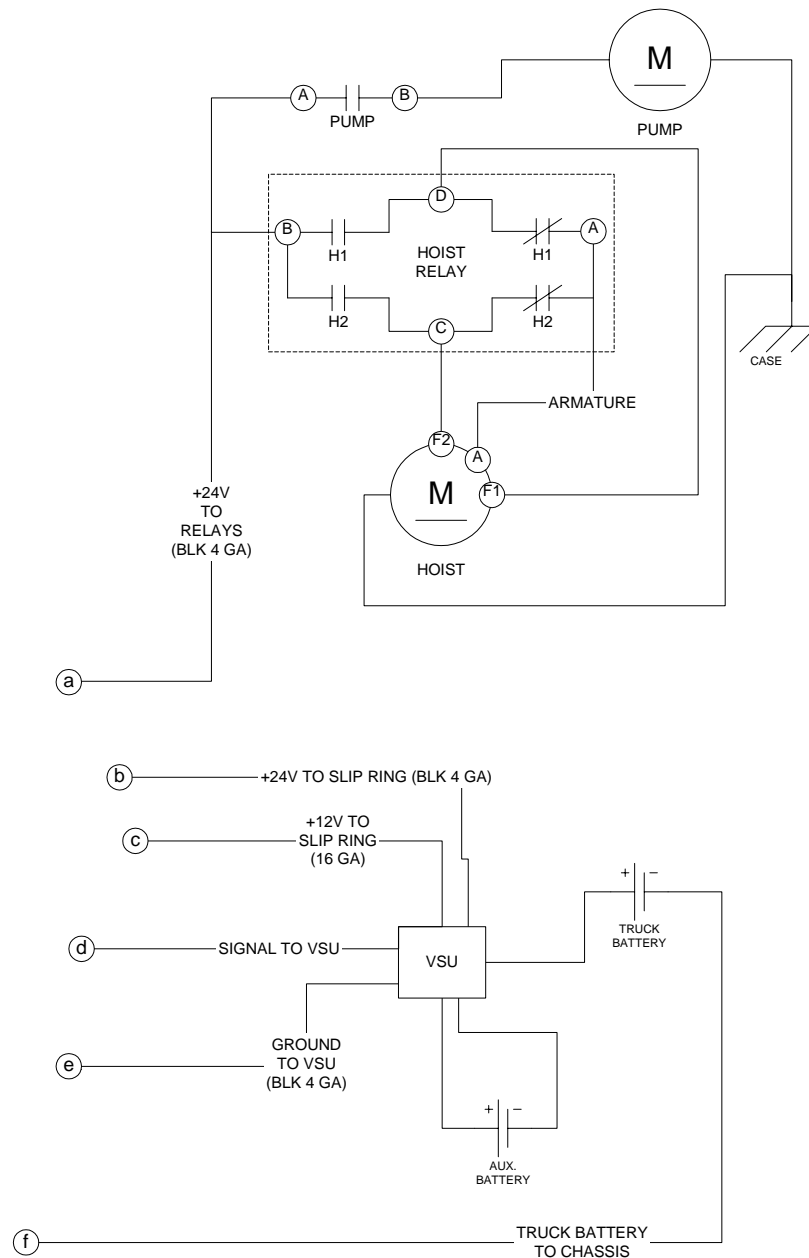 M
A
B
PUMP
PUMP
D
B
A
H1
HOIST
RELAY
H1
H2
H2
C
CASE
ARMATURE
F2
A
M
F1
HOIST
+24V
TO
RELAYS
(BLK 4 GA)
a
b
+24V TO SLIP RING (BLK 4 GA)
c
+12V TO
SLIP RING
(16 GA)
+ −
TRUCK
BATTERY
d
SIGNAL TO VSU
VSU
e
GROUND
TO VSU
(BLK 4 GA)
+ −
AUX.
BATTERY
f
TRUCK BATTERY
TO CHASSIS